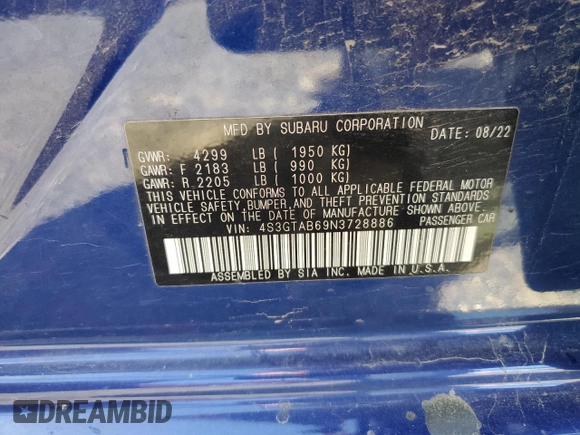 MFD BY SUBARU CORPORATION
DATE: 08/22
GVWR: 4299 LB ( 1950 KG)
GAWR: F 2183 LB ( 990 KG)
GAWR: R 2205 LB ( 1000 KG)
THIS VEHICLE CONFORMS TO ALL APPLICABLE FEDERAL MOTOR
VEHICLE SAFETY, BUMPER, AND THEFT PREVENTION STANDARDS
IN EFFECT ON THE DATE OF MANUFACTURE SHOWN ABOVE.
VIN: 4S3GTAB69N3728886 PASSENGER CAR
ASSEMBLED BY SIA INC. MADE IN U.S.A.
DREAMBID